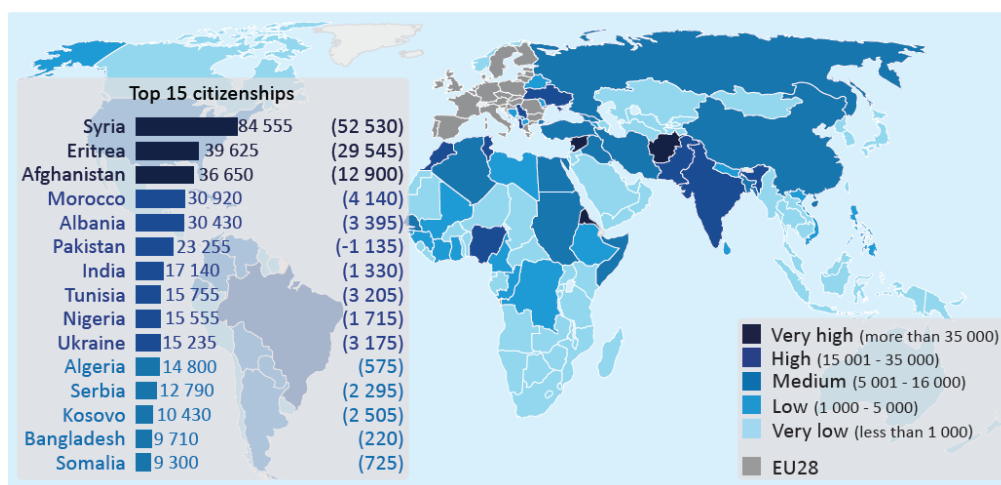 Top 15 citizenships
Syria 84 555 (52 530)
Eritrea 39 625 (29 545)
Afghanistan 36 650 (12 900)
Morocco 30 920 (4 140)
Albania 30 430 (3 395)
Pakistan 23 255 (-1 135)
India 17 140 (1 330)
Tunisia 15 755 (3 205)
Nigeria 15 555 (1 715)
Ukraine 15 235 (3 175)
Algeria 14 800 (575)
Serbia 12 790 (2 295)
Kosovo 10 430 (2 505)
Bangladesh 9 710 (220)
Somalia 9 300 (725)
Very high (more than 35 000)
High (15 001 - 35 000)
Medium (5 001 - 16 000)
Low (1 000 - 5 000)
Very low (less than 1 000)
EU28